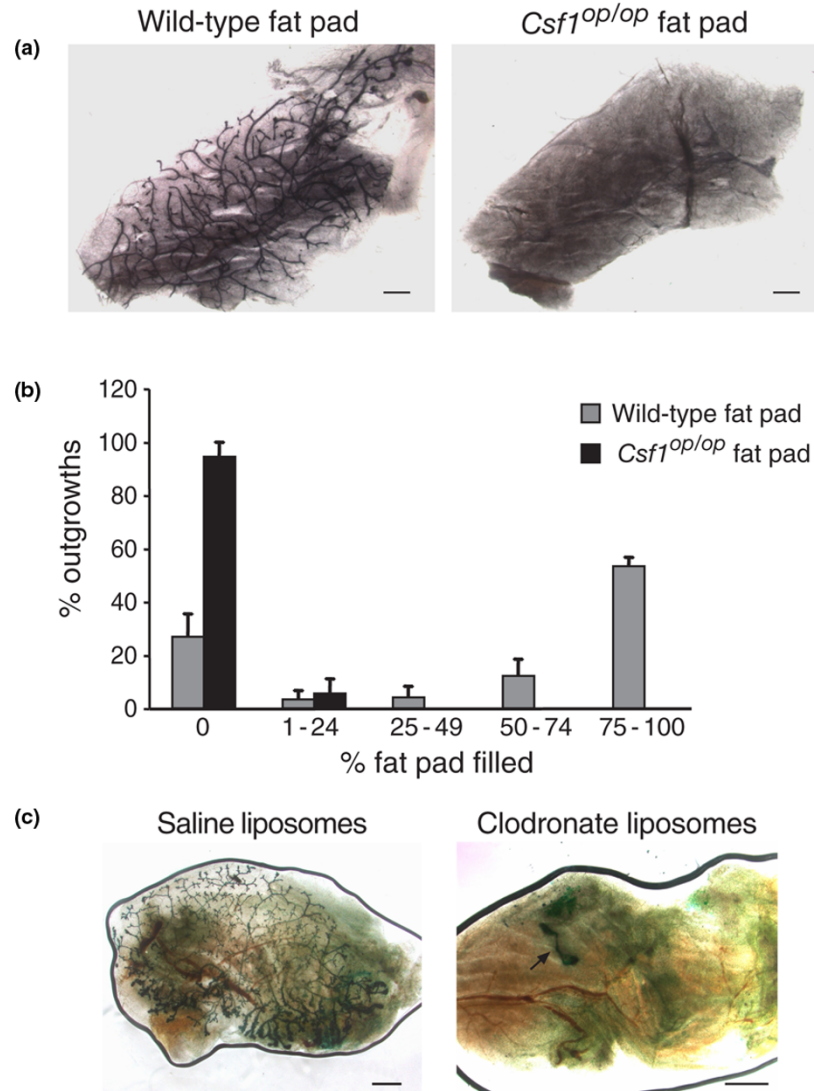 Wild-type fat pad
Csf1op/op fat pad
(a)
(b)
120
100
80
60
40
20
0
% outgrowths
Wild-type fat pad
Csf1op/op fat pad
0
1 - 24
25 - 49
50 - 74
75 - 100
% fat pad filled
(c)
Saline liposomes
Clodronate liposomes